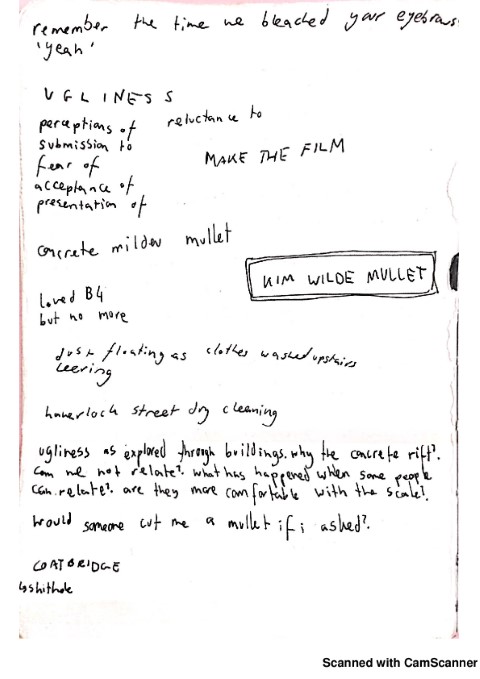 remember the time we bleached your eyebrows
'yeah'
UGLINESS
perceptions of reluctance to
submission to
fear of MAKE THE FILM
acceptance of
presentation of
concrete mildew mullet
KIM WILDE MULLET
loved B4
but no more
dust floating as clothes washed upstairs
leering
haverloch street dry cleaning
ugliness as explored through buildings. why the concrete rift?.
can we not relate?. what has happened when some people
can relate?. are they more comfortable with the scale?.
would someone cut me a mullet if i asked?.
COATBRIDGE
↳shithole
Scanned with CamScanner